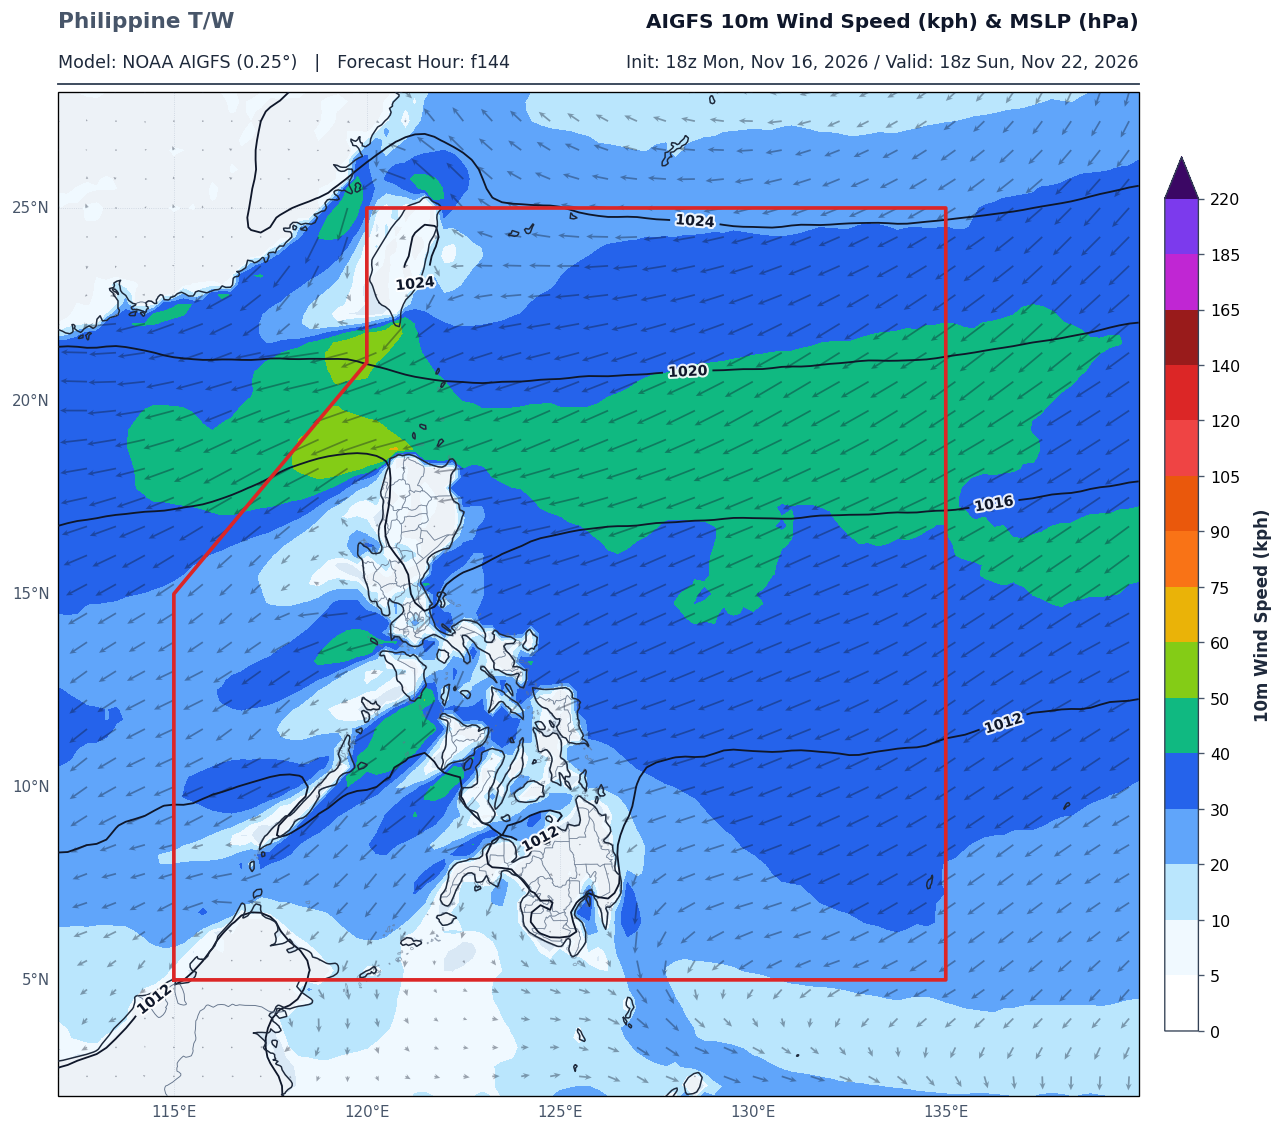 Philippine T/W
AIGFS 10m Wind Speed (kph) & MSLP (hPa)
Model: NOAA AIGFS (0.25°) | Forecast Hour: f144
Init: 18z Mon, Nov 16, 2026 / Valid: 18z Sun, Nov 22, 2026
25°N
20°N
15°N
10°N
5°N
115°E
120°E
125°E
130°E
135°E
1024
1024
1020
1016
1012
1012
1012
220
185
165
140
120
105
90
75
60
50
40
30
20
10
5
0
10m Wind Speed (kph)